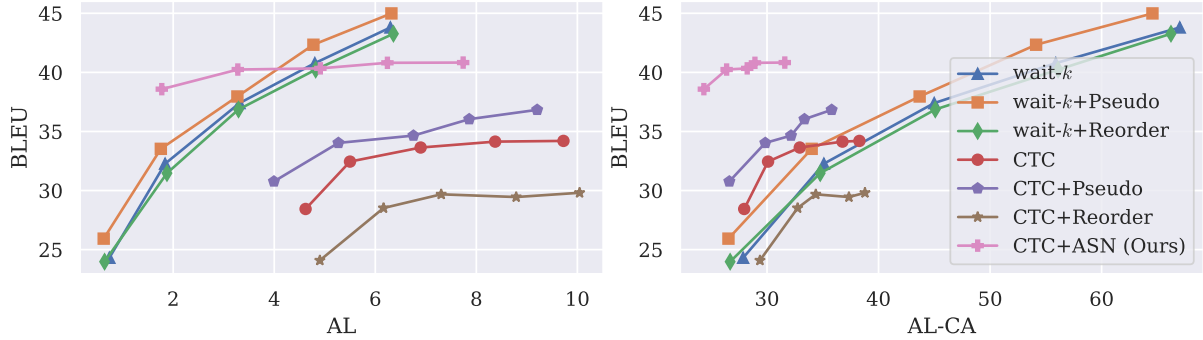 45
40
35
30
25
BLEU
2 4 6 8 10
AL
45
40
35
30
25
BLEU
30 40 50 60
AL-CA
wait-k
wait-k+Pseudo
wait-k+Reorder
CTC
CTC+Pseudo
CTC+Reorder
CTC+ASN (Ours)